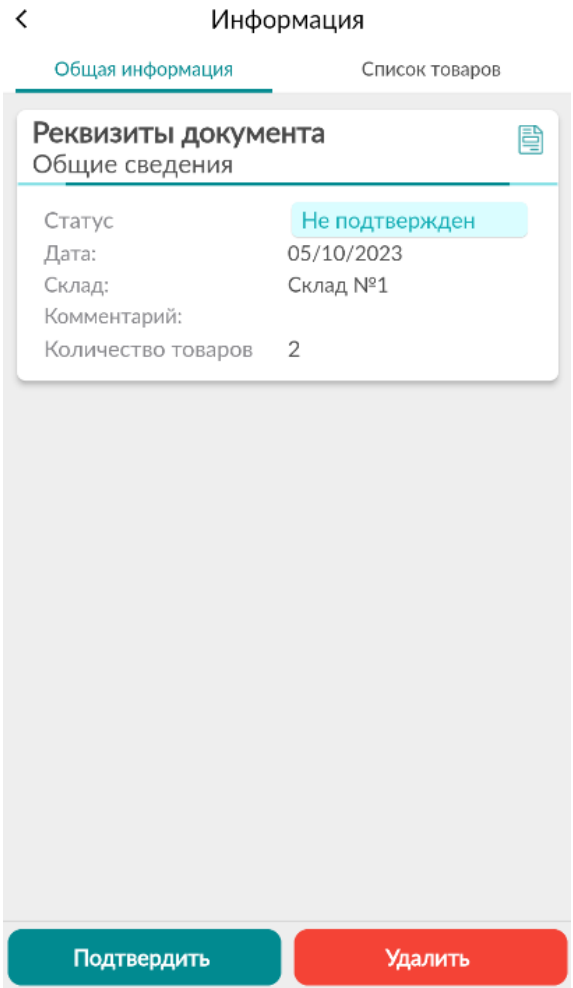 Информация
Общая информация Список товаров
Реквизиты документа
Общие сведения
Статус Не подтвержден
Дата: 05/10/2023
Склад: Склад №1
Комментарий:
Количество товаров 2
Подтвердить Удалить